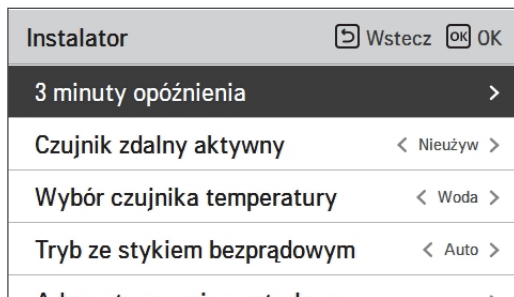 Instalator Wstecz OK OK
3 minuty opóźnienia >
Czujnik zdalny aktywny < Nieużyw >
Wybór czujnika temperatury < Woda >
Tryb ze stykiem bezprądowym < Auto >